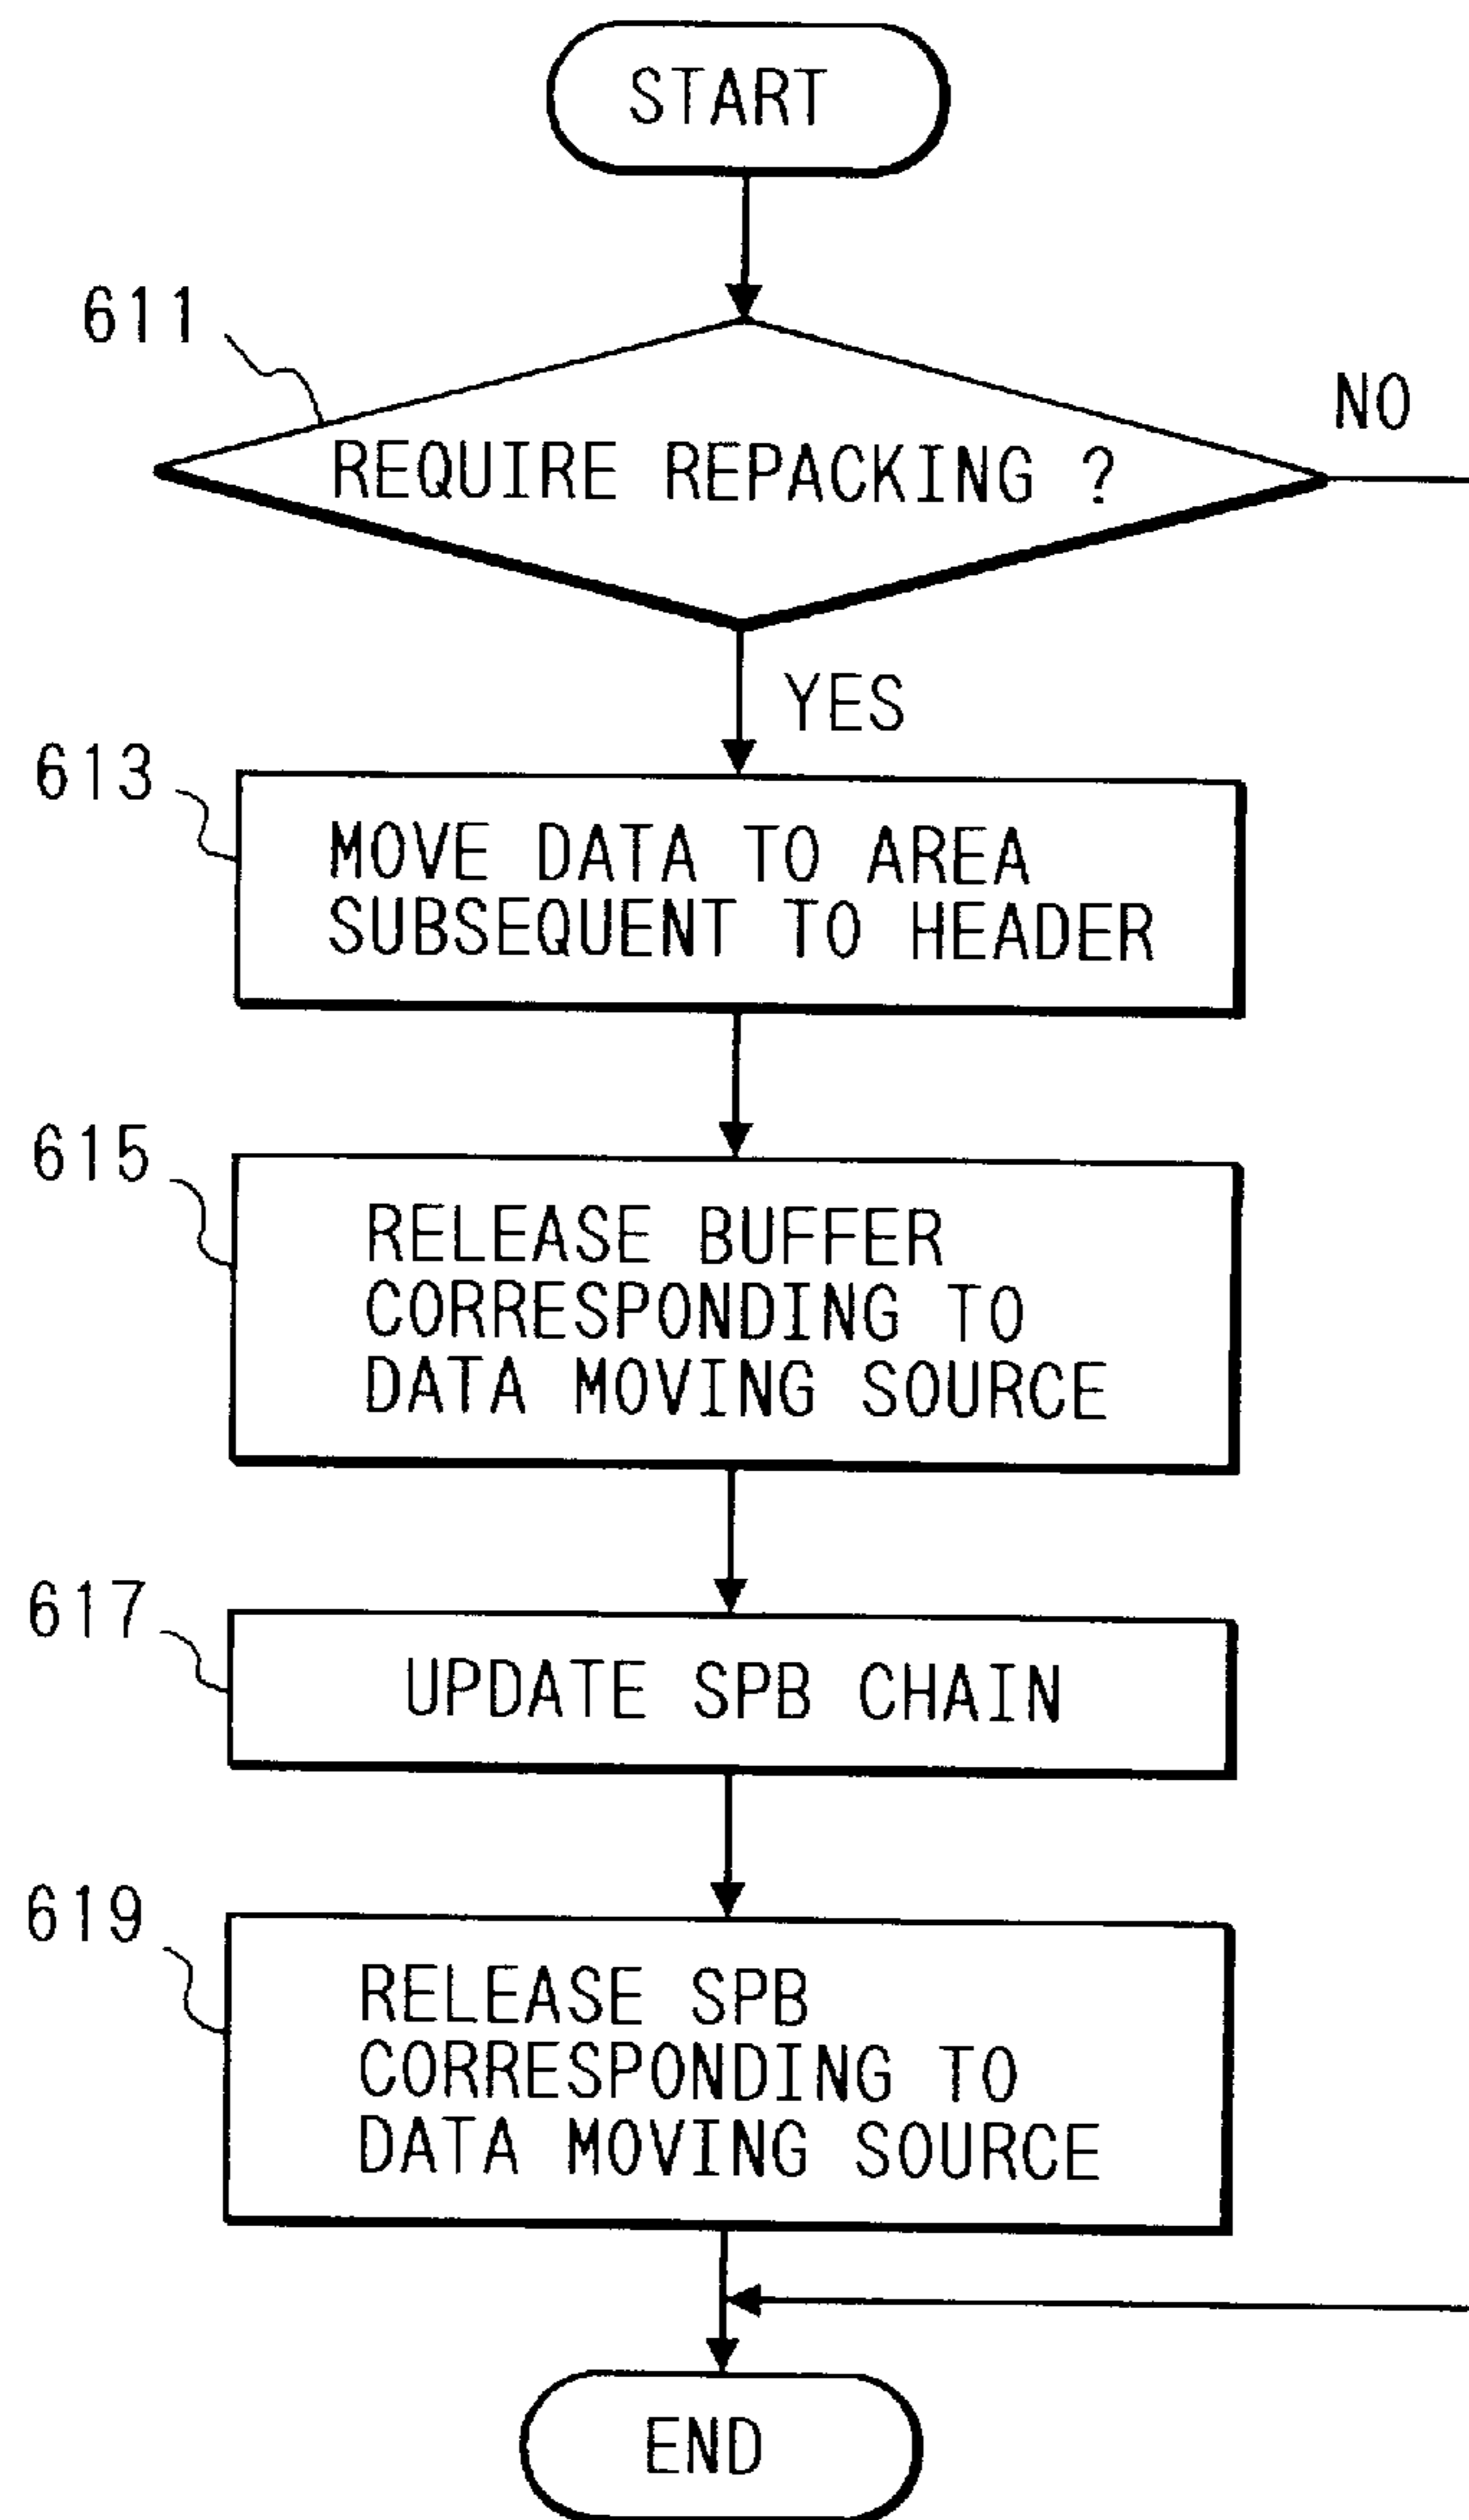 START
611
NO
REQUIRE REPACKING ?
YES
613
MOVE DATA TO AREA
SUBSEQUENT TO HEADER
615
RELEASE BUFFER
CORRESPONDING TO
DATA MOVING SOURCE
617
UPDATE SPB CHAIN
619
RELEASE SPB
CORRESPONDING TO
DATA MOVING SOURCE
END